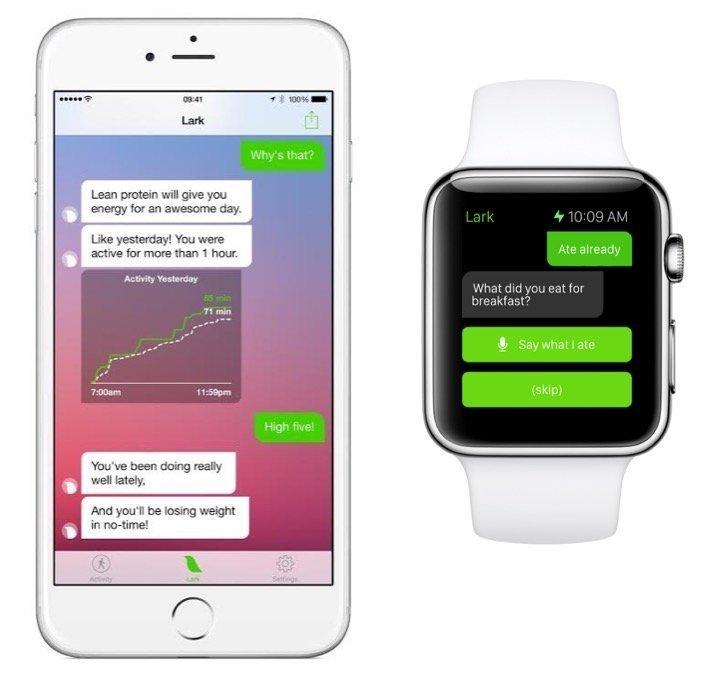 09:41
100%
Lark
Why's that?
Lean protein will give you
energy for an awesome day.
Like yesterday! You were
active for more than 1 hour.
Activity Yesterday
85 min
71 min
7:00am
11:59pm
High five!
You've been doing really
well lately,
And you'll be losing weight
in no-time!
Activity
Lark
Settings
Lark
10:09 AM
Ate already
What did you eat for
breakfast?
Say what I ate
(skip)